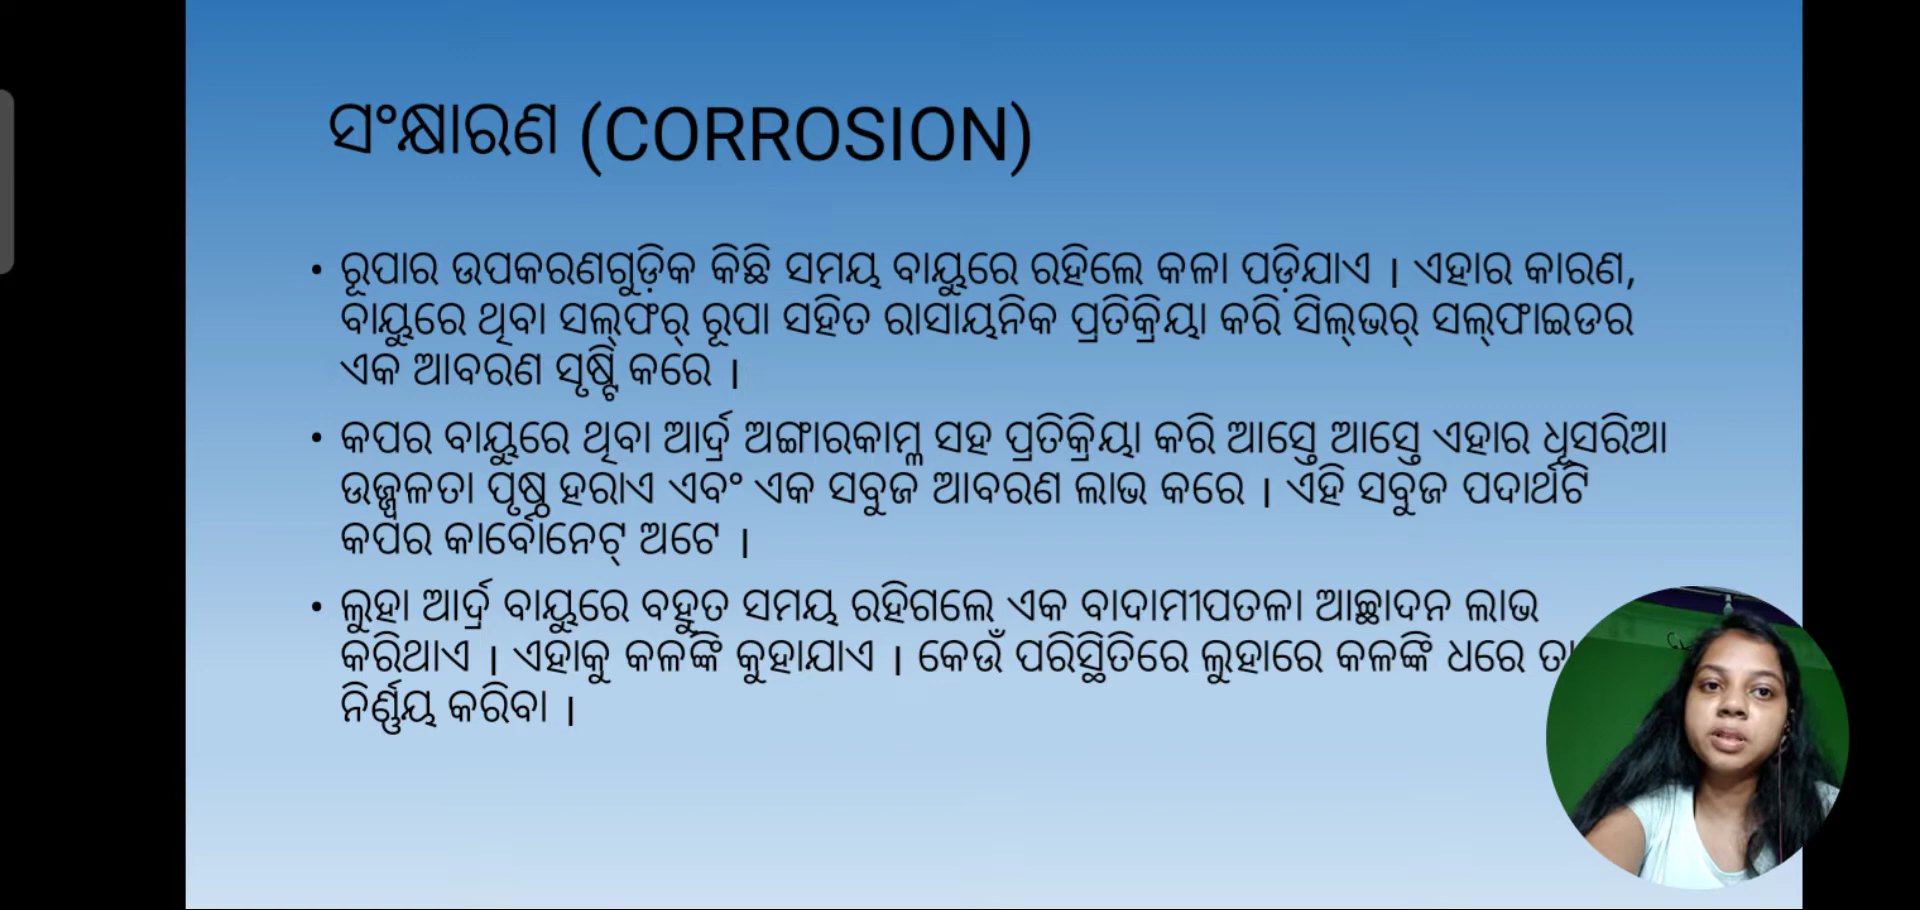 ସଂକ୍ଷାରଣ (CORROSION)
• ରୂପାର ଉପକରଣଗୁଡ଼ିକ କିଛି ସମୟ ବାୟୁରେ ରହିଲେ କଳା ପଡ଼ିଯାଏ । ଏହାର କାରଣ,
ବାୟୁରେ ଥିବା ସଲ୍‌ଫର୍ ରୂପା ସହିତ ରାସାୟନିକ ପ୍ରତିକ୍ରିୟା କରି ସିଲ୍‌ଭର୍ ସଲ୍‌ଫାଇଡର
ଏକ ଆବରଣ ସୃଷ୍ଟି କରେ ।
• କପର ବାୟୁରେ ଥିବା ଆର୍ଦ୍ର ଅଙ୍ଗାରକାମ୍ଳ ସହ ପ୍ରତିକ୍ରିୟା କରି ଆସ୍ତେ ଆସ୍ତେ ଏହାର ଧୂସରିଆ
ଉଜ୍ଜ୍ୱଳତା ପୃଷ୍ଠ ହରାଏ ଏବଂ ଏକ ସବୁଜ ଆବରଣ ଲାଭ କରେ । ଏହି ସବୁଜ ପଦାର୍ଥଟି
କପର କାର୍ବୋନେଟ୍ ଅଟେ ।
• ଲୁହା ଆର୍ଦ୍ର ବାୟୁରେ ବହୁତ ସମୟ ରହିଗଲେ ଏକ ବାଦାମୀପତଳା ଆଚ୍ଛାଦନ ଲାଭ
କରିଥାଏ । ଏହାକୁ କଳଙ୍କି କୁହାଯାଏ । କେଉଁ ପରିସ୍ଥିତିରେ ଲୁହାରେ କଳଙ୍କି ଧରେ
ନିର୍ଣ୍ଣୟ କରିବା ।